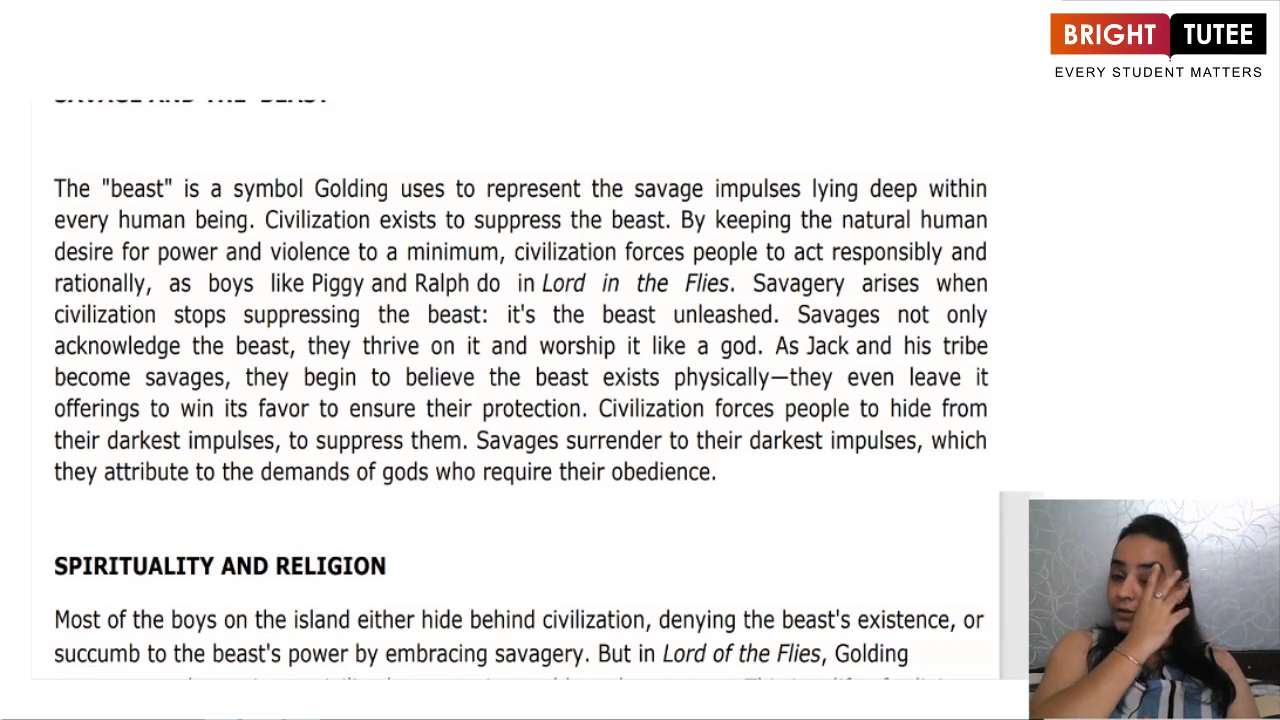 BRIGHT TUTEE
EVERY STUDENT MATTERS
SAVAGE AND THE "BEAST"
The "beast" is a symbol Golding uses to represent the savage impulses lying deep within
every human being. Civilization exists to suppress the beast. By keeping the natural human
desire for power and violence to a minimum, civilization forces people to act responsibly and
rationally, as boys like Piggy and Ralph do in Lord in the Flies. Savagery arises when
civilization stops suppressing the beast: it's the beast unleashed. Savages not only
acknowledge the beast, they thrive on it and worship it like a god. As Jack and his tribe
become savages, they begin to believe the beast exists physically—they even leave it
offerings to win its favor to ensure their protection. Civilization forces people to hide from
their darkest impulses, to suppress them. Savages surrender to their darkest impulses, which
they attribute to the demands of gods who require their obedience.
SPIRITUALITY AND RELIGION
Most of the boys on the island either hide behind civilization, denying the beast's existence, or
succumb to the beast's power by embracing savagery. But in Lord of the Flies, Golding